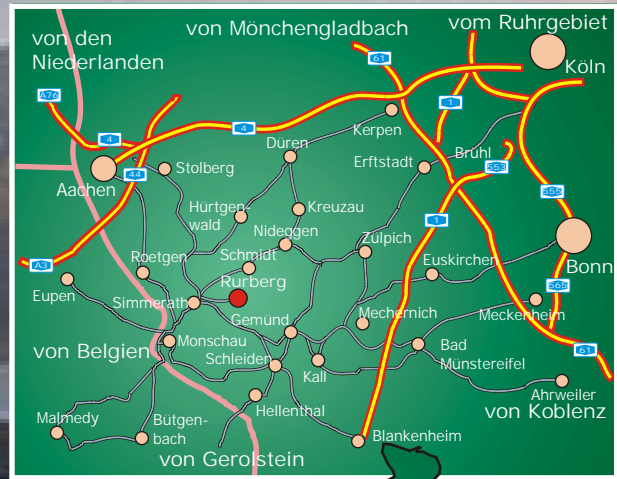 von Mönchengladbach
vom Ruhrgebiet
von den
Niederlanden
61
Köln
A76
4
4
1
Kerpen
Düren
Brühl
553
Erftstadt
Stolberg
44
Aachen
555
Hürtgen
wald
Kreuzau
1
Nideggen
Zülpich
Roetgen
Schmidt
Euskirchen
Bonn
A3
Rurberg
565
Eupen
Simmerath
Gemünd
Mechernich
Meckenheim
Monschau
Bad
Münstereifel
61
von Belgien
Schleiden
Kall
Ahrweiler
Hellenthal
von Koblenz
Malmedy
Bütgen-
bach
Blankenheim
von Gerolstein